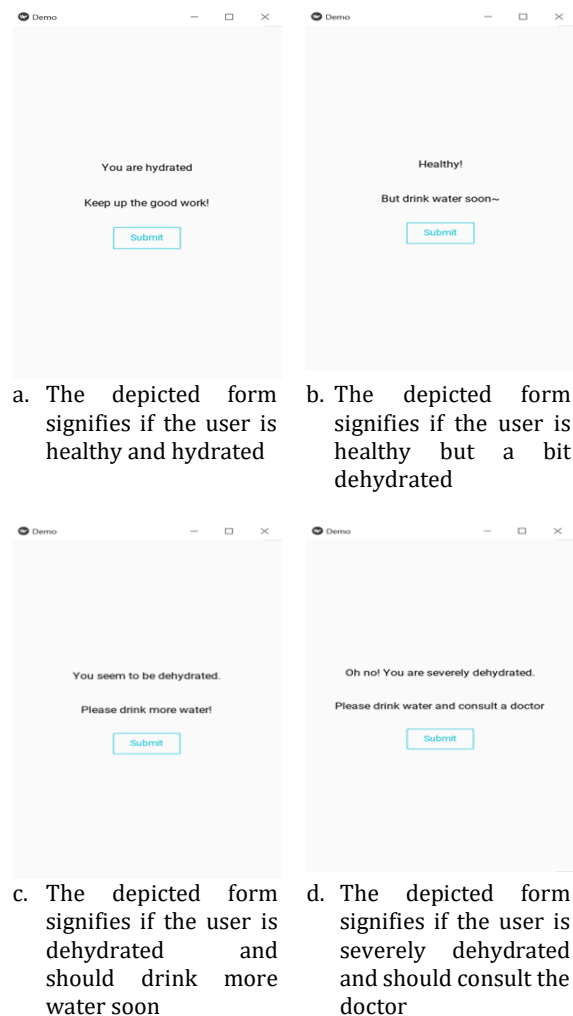 Demo
You are hydrated
Keep up the good work!
Submit
a. The depicted form
signifies if the user is
healthy and hydrated
Demo
Healthy!
But drink water soon~
Submit
b. The depicted form
signifies if the user is
healthy but a bit
dehydrated
Demo
You seem to be dehydrated.
Please drink more water!
Submit
c. The depicted form
signifies if the user is
dehydrated and
should drink more
water soon
Demo
Oh no! You are severely dehydrated.
Please drink water and consult a doctor
Submit
d. The depicted form
signifies if the user is
severely dehydrated
and should consult the
doctor